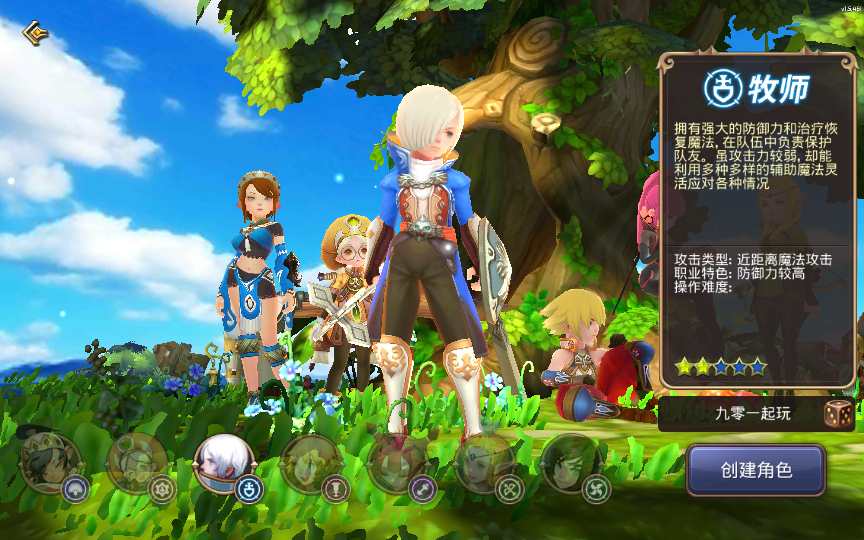 v1.5.46
牧师
拥有强大的防御力和治疗恢
复魔法, 在队伍中负责保护
队友。虽攻击力较弱, 却能
利用多种多样的辅助魔法灵
活应对各种情况
攻击类型: 近距离魔法攻击
职业特色: 防御力较高
操作难度:
九零一起玩
创建角色